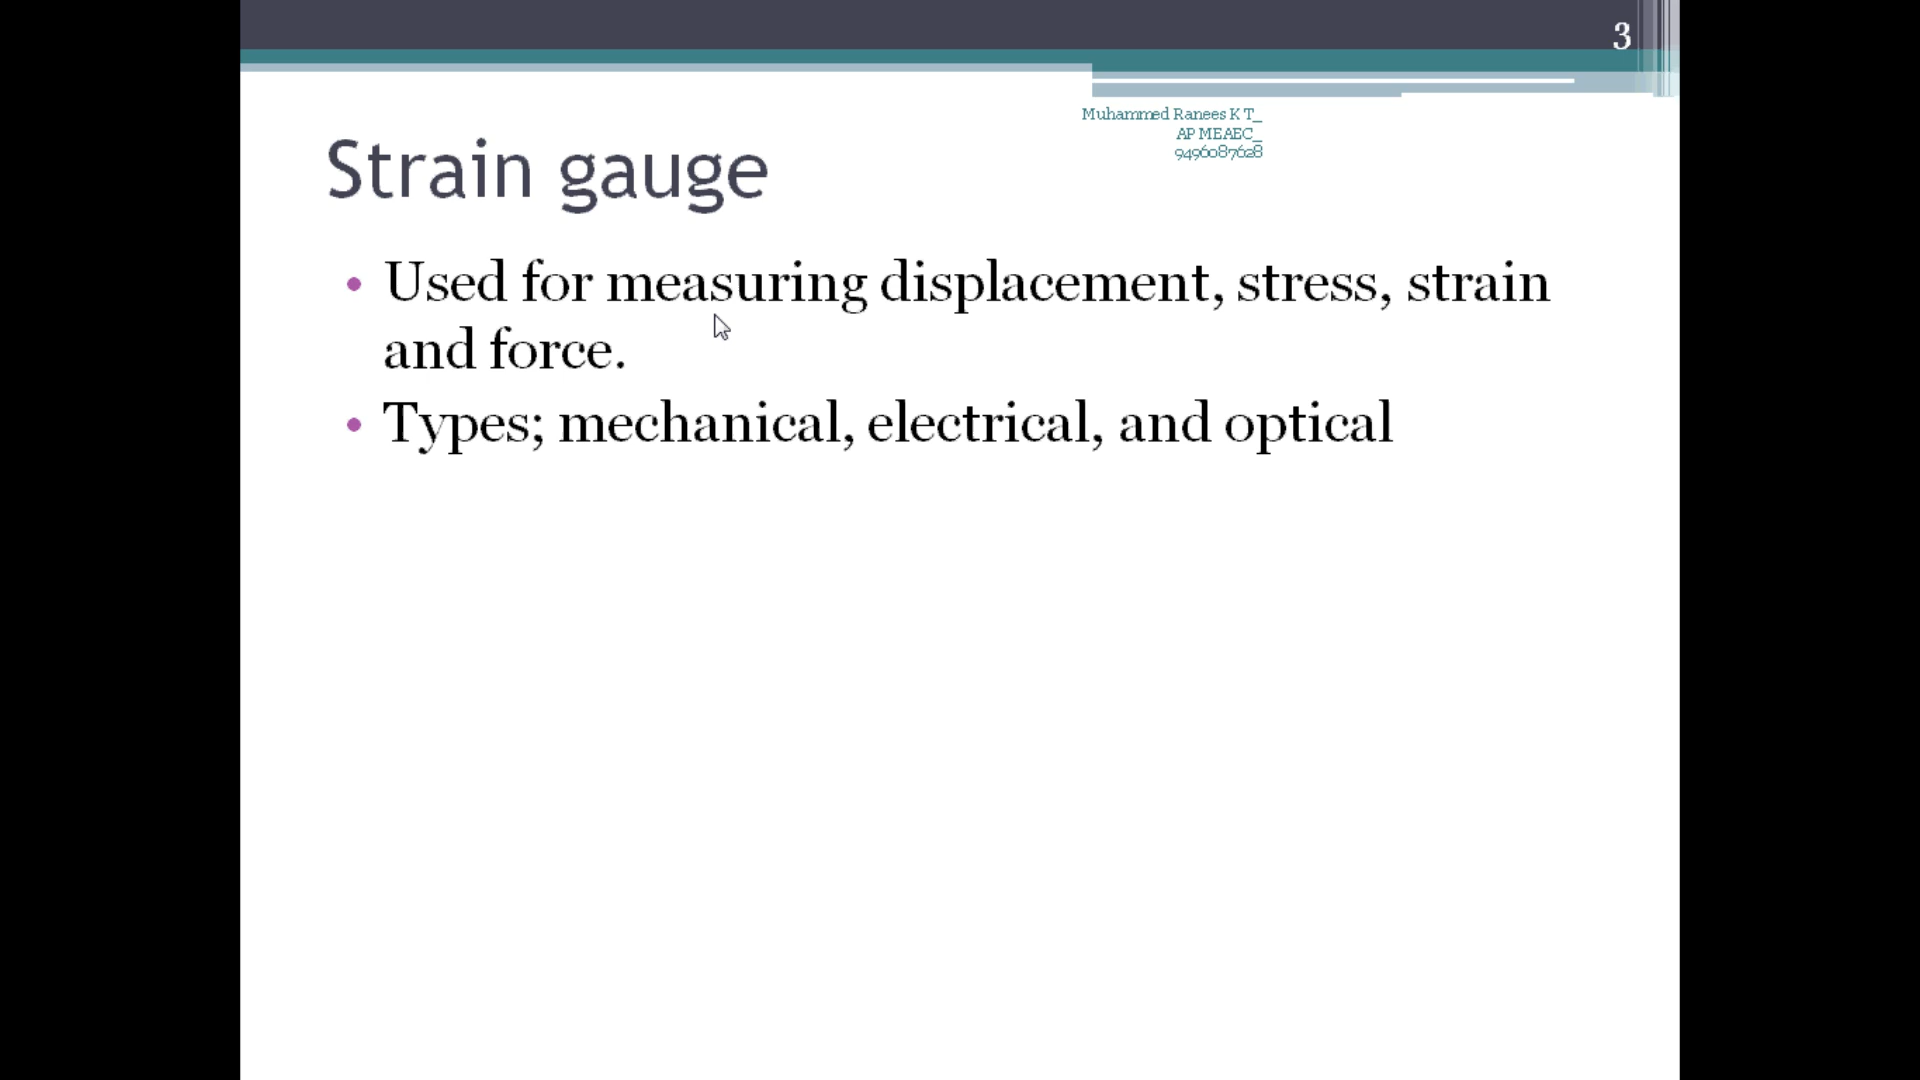 3
Muhammed Ranees K T_
AP MEAEC_
9496087628
Strain gauge
• Used for measuring displacement, stress, strain
and force.
• Types; mechanical, electrical, and optical